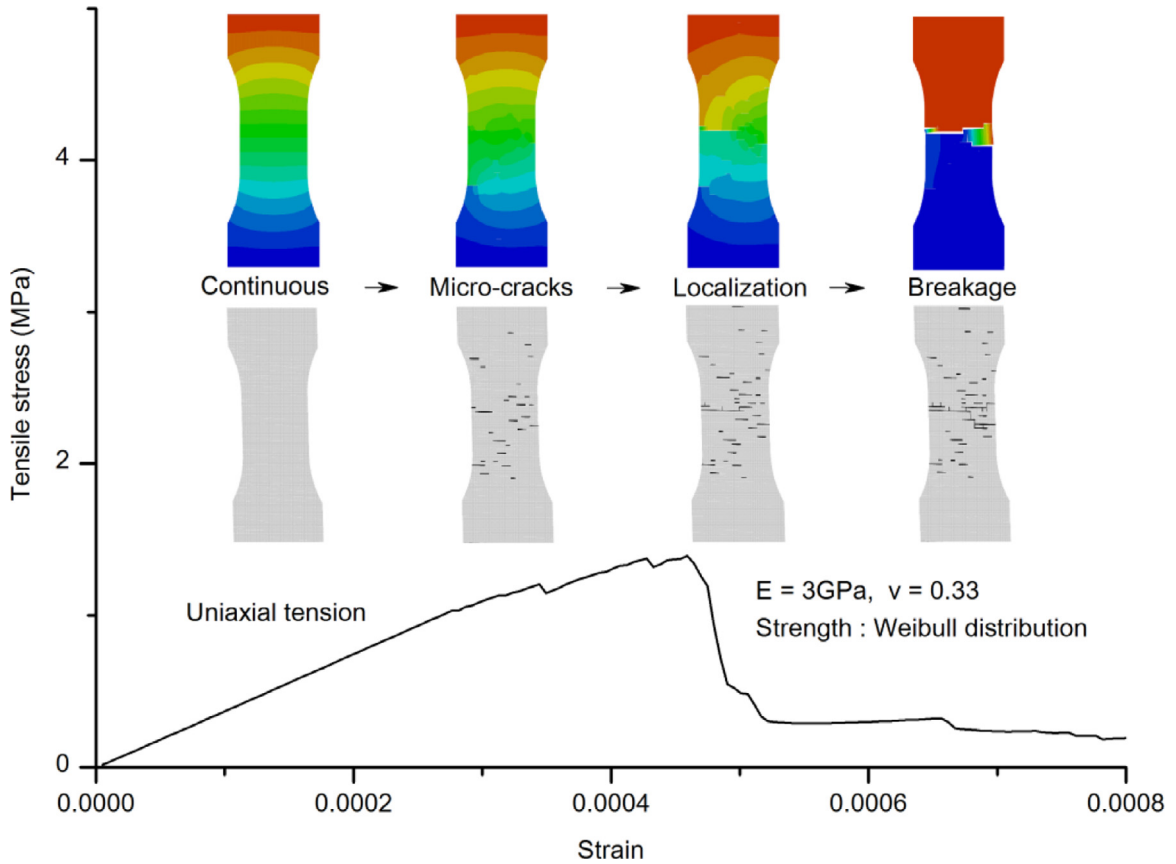 Continuous → Micro-cracks → Localization → Breakage
Tensile stress (MPa)
4
2
0
Uniaxial tension
E = 3GPa, v = 0.33
Strength : Weibull distribution
0.0000 0.0002 0.0004 0.0006 0.0008
Strain